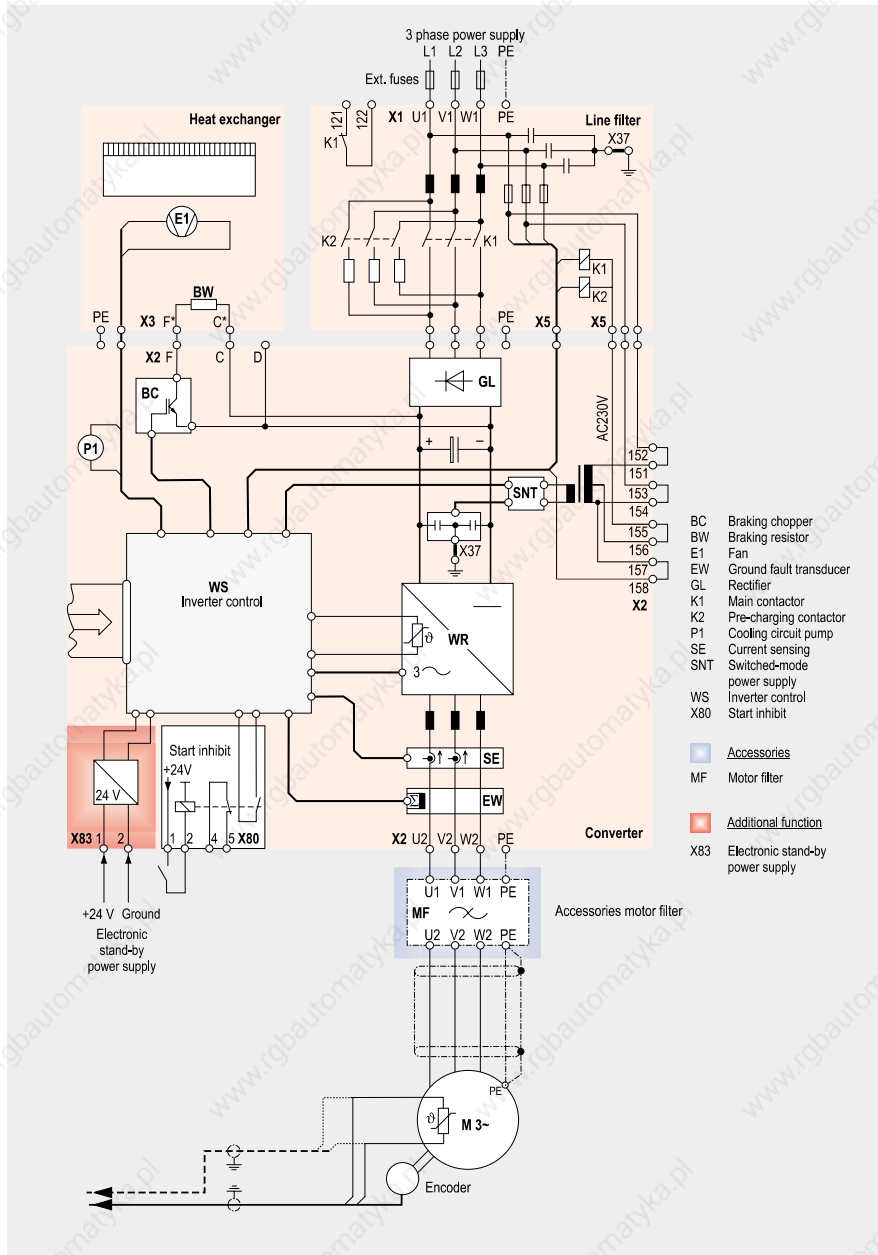 3 phase power supply
L1 L2 L3 PE
Ext. fuses
Heat exchanger
121
122
X1 U1 V1 W1 PE
Line filter
K1
X37
E1
K2
K1
K1
K2
BW
PE
X3 F* C*
PE
X5
X5
X2 F C D
BC
GL
AC230V
P1
+ −
SNT
152
151
153
154
155
156
157
158
X2
X37
WS
Inverter control
ϑ
WR
3
BC Braking chopper
BW Braking resistor
E1 Fan
EW Ground fault transducer
GL Rectifier
K1 Main contactor
K2 Pre-charging contactor
P1 Cooling circuit pump
SE Current sensing
SNT Switched-mode
power supply
WS Inverter control
X80 Start inhibit
Accessories
MF Motor filter
Additional function
X83 Electronic stand-by
power supply
Start inhibit
+24V
24 V
SE
EW
X83 1 2
1 2 4 5 X80
X2 U2 V2 W2 PE
Converter
+24 V Ground
Electronic
stand-by
power supply
U1 V1 W1 PE
MF
U2 V2 W2 PE
Accessories motor filter
PE
ϑ
M 3~
Encoder
www.rgbautomatyka.pl